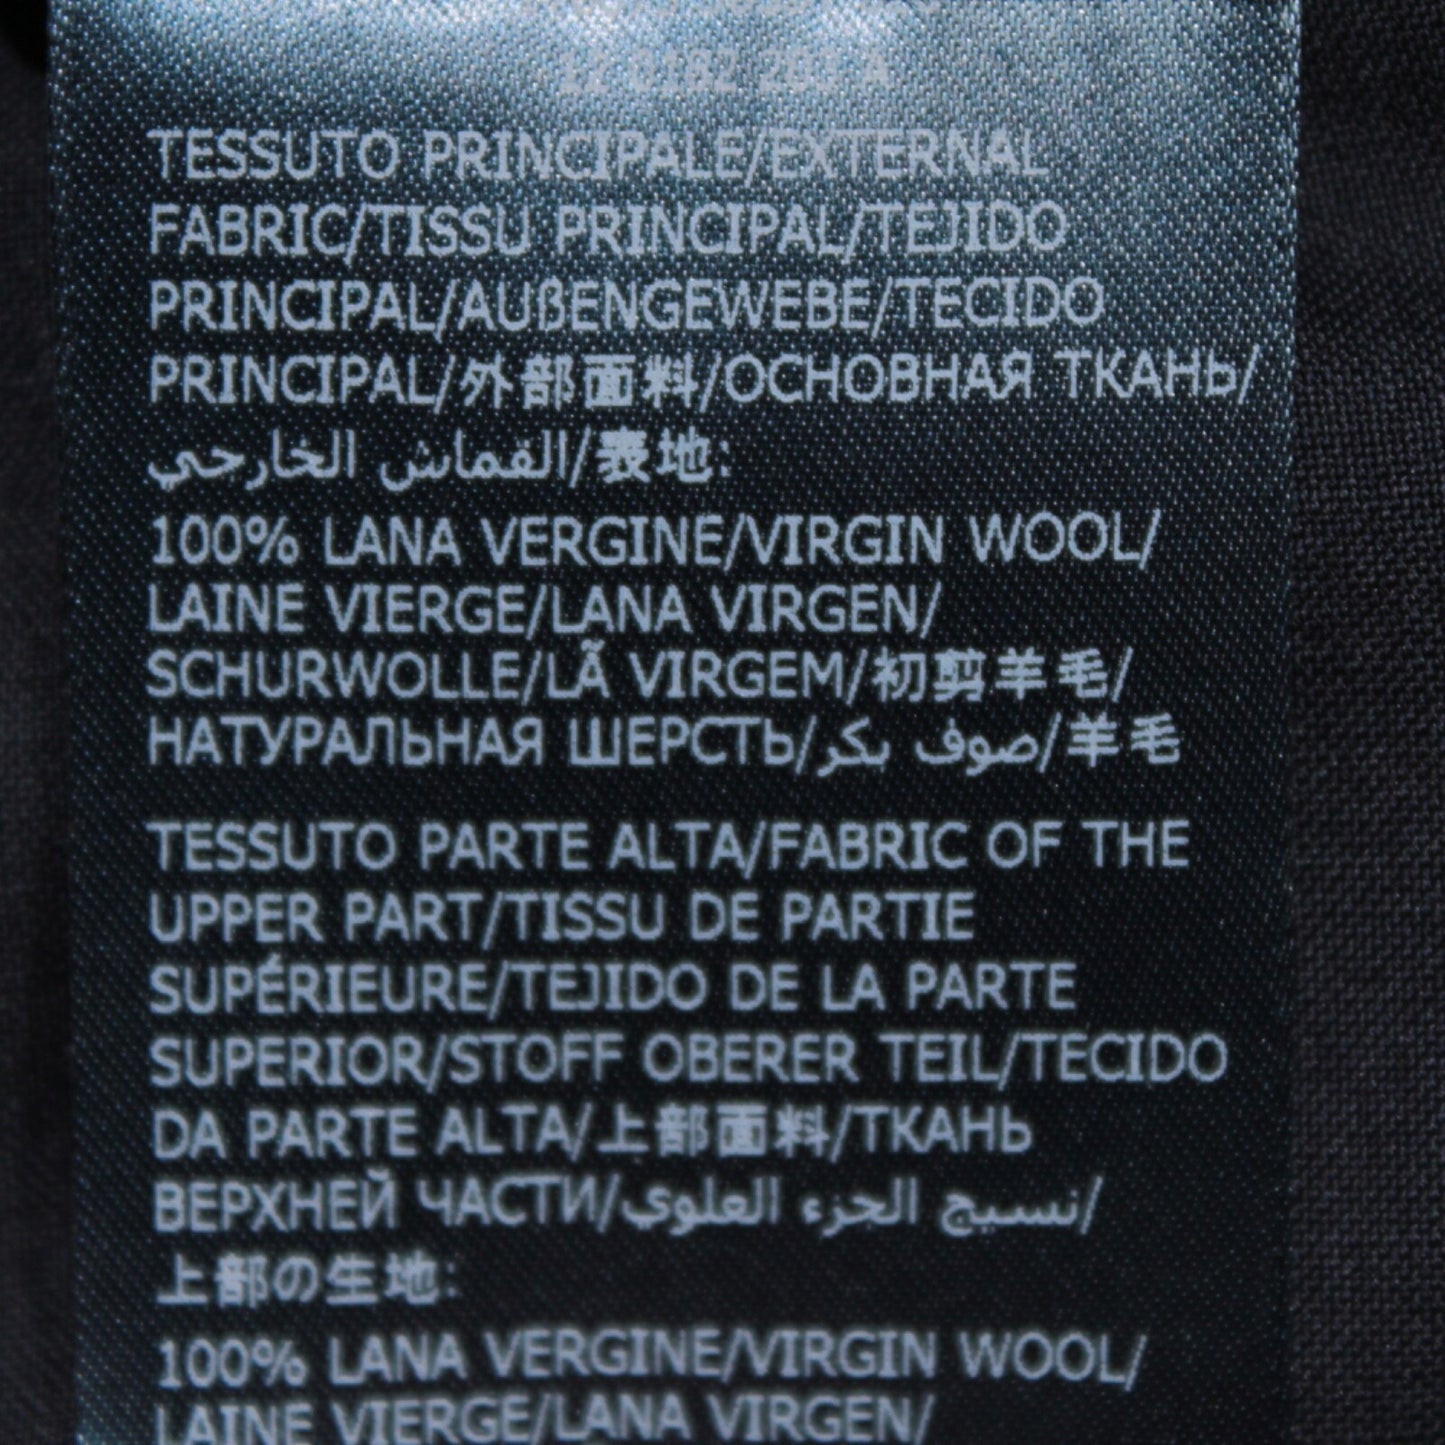 TESSUTO PRINCIPALE/EXTERNAL
FABRIC/TISSU PRINCIPAL/TEJIDO
PRINCIPAL/AUßENGEWEBE/TECIDO
PRINCIPAL/外部面料/ОСНОВНАЯ ТКАНЬ/
القماش الخارجي/表地:
100% LANA VERGINE/VIRGIN WOOL/
LAINE VIERGE/LANA VIRGEN/
SCHURWOLLE/LÃ VIRGEM/初剪羊毛/
НАТУРАЛЬНАЯ ШЕРСТЬ/صوف بكر/羊毛
TESSUTO PARTE ALTA/FABRIC OF THE
UPPER PART/TISSU DE PARTIE
SUPÉRIEURE/TEJIDO DE LA PARTE
SUPERIOR/STOFF OBERER TEIL/TECIDO
DA PARTE ALTA/上部面料/ТКАНЬ
ВЕРХНЕЙ ЧАСТИ/نسيج الجزء العلوي/
上部の生地:
100% LANA VERGINE/VIRGIN WOOL/
LAINE VIERGE/LANA VIRGEN/